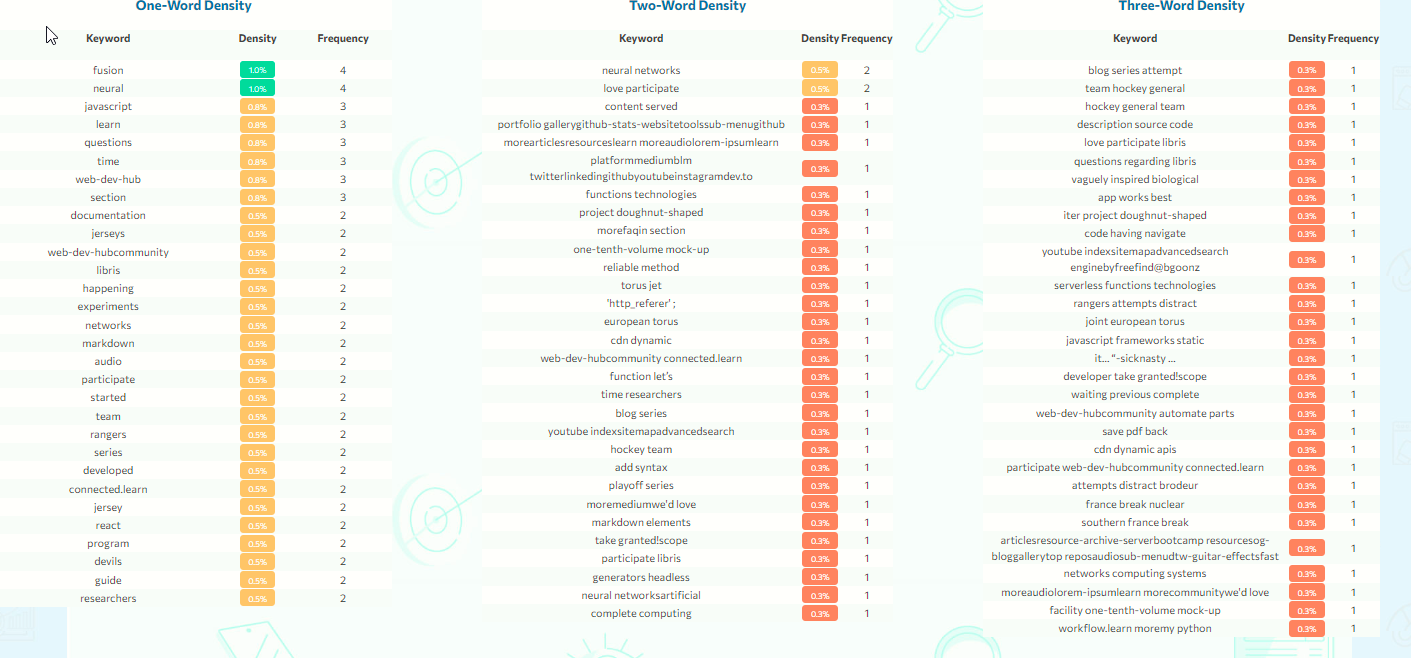 One-Word Density
Keyword Density Frequency
fusion 1.0% 4
neural 1.0% 4
javascript 0.8% 3
learn 0.8% 3
questions 0.8% 3
time 0.8% 3
web-dev-hub 0.8% 3
section 0.8% 3
documentation 0.5% 2
jerseys 0.5% 2
web-dev-hubcommunity 0.5% 2
libris 0.5% 2
happening 0.5% 2
experiments 0.5% 2
networks 0.5% 2
markdown 0.5% 2
audio 0.5% 2
participate 0.5% 2
started 0.5% 2
team 0.5% 2
rangers 0.5% 2
series 0.5% 2
developed 0.5% 2
connected.learn 0.5% 2
jersey 0.5% 2
react 0.5% 2
program 0.5% 2
devils 0.5% 2
guide 0.5% 2
researchers 0.5% 2
Two-Word Density
Keyword Density Frequency
neural networks 0.5% 2
love participate 0.5% 2
content served 0.3% 1
portfolio gallerygithub-stats-websitetoolssub-menugithub 0.3% 1
morearticlesresourceslearn moreaudiolorem-ipsumlearn 0.3% 1
platformmediumblm
twitterlinkedingithubyoutubeinstagramdev.to 0.3% 1
functions technologies 0.3% 1
project doughnut-shaped 0.3% 1
morefaqin section 0.3% 1
one-tenth-volume mock-up 0.3% 1
reliable method 0.3% 1
torus jet 0.3% 1
'http_referer' ; 0.3% 1
european torus 0.3% 1
cdn dynamic 0.3% 1
web-dev-hubcommunity connected.learn 0.3% 1
function let's 0.3% 1
time researchers 0.3% 1
blog series 0.3% 1
youtube indexsitemapadvancedsearch 0.3% 1
hockey team 0.3% 1
add syntax 0.3% 1
playoff series 0.3% 1
moremediumwe'd love 0.3% 1
markdown elements 0.3% 1
take granted!scope 0.3% 1
participate libris 0.3% 1
generators headless 0.3% 1
neural networksartificial 0.3% 1
complete computing 0.3% 1
Three-Word Density
Keyword Density Frequency
blog series attempt 0.3% 1
team hockey general 0.3% 1
hockey general team 0.3% 1
description source code 0.3% 1
love participate libris 0.3% 1
questions regarding libris 0.3% 1
vaguely inspired biological 0.3% 1
app works best 0.3% 1
iter project doughnut-shaped 0.3% 1
code having navigate 0.3% 1
youtube indexsitemapadvancedsearch
enginebyfreefind@bgoonz 0.3% 1
serverless functions technologies 0.3% 1
rangers attempts distract 0.3% 1
joint european torus 0.3% 1
javascript frameworks static 0.3% 1
it... “-sicknasty ... 0.3% 1
developer take granted!scope 0.3% 1
waiting previous complete 0.3% 1
web-dev-hubcommunity automate parts 0.3% 1
save pdf back 0.3% 1
cdn dynamic apis 0.3% 1
participate web-dev-hubcommunity connected.learn 0.3% 1
attempts distract brodeur 0.3% 1
france break nuclear 0.3% 1
southern france break 0.3% 1
articlesresource-archive-serverbootcamp resourcesog-
bloggallerytop reposaudiosub-menudtw-guitar-effectsfast 0.3% 1
networks computing systems 0.3% 1
moreaudiolorem-ipsumlearn morecommunitywe'd love 0.3% 1
facility one-tenth-volume mock-up 0.3% 1
workflow.learn moremy python 0.3% 1